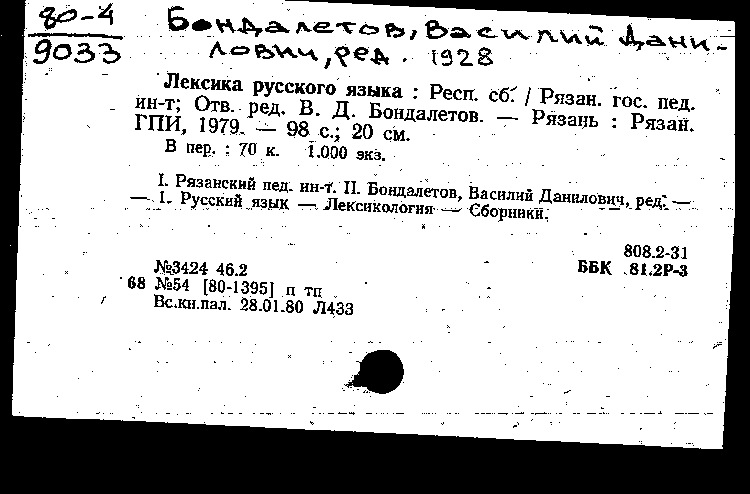 80-4
9033
Бондалетов, Василий Дани-
лович, ред. 1928
Лексика русского языка : Респ. сб. / Рязан. гос. пед.
ин-т; Отв. ред. В. Д. Бондалетов. — Рязань : Рязан.
ГПИ, 1979. — 98 с.; 20 см.
В пер. : 70 к. 1.000 экз.
I. Рязанский пед. ин-т. II. Бондалетов, Василий Данилович, ред. —
— 1. Русский язык — Лексикология — Сборники.
808.2-31
№3424 46.2 ББК 81.2Р-3
68 №54 [80-1395] п тп
Вс.кн.пал. 28.01.80 Л433